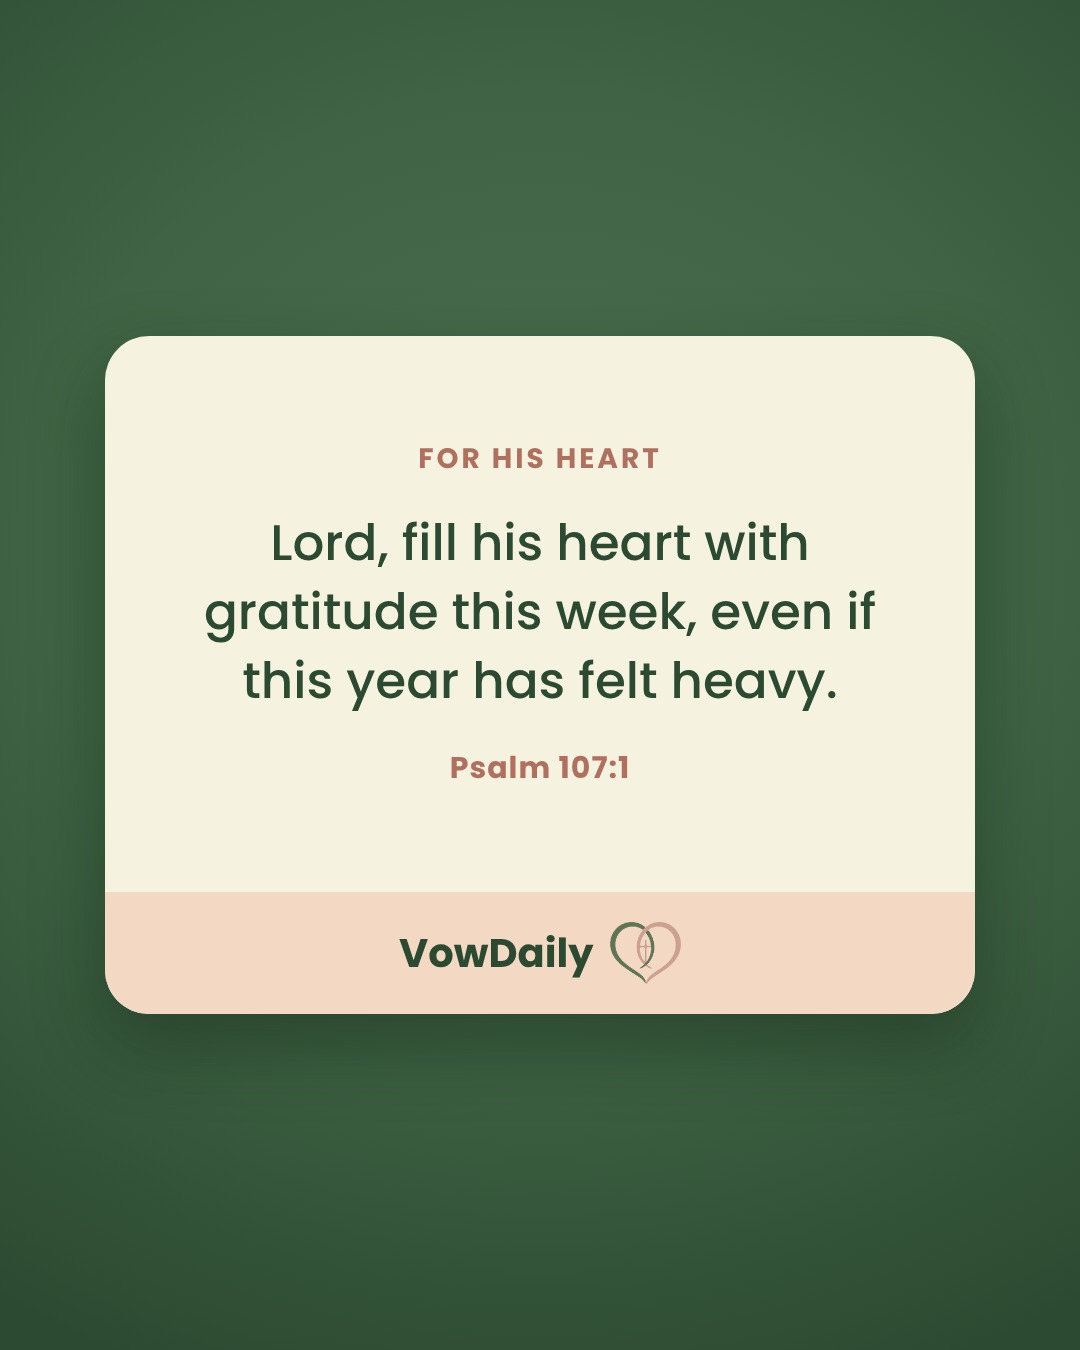 FOR HIS HEART
Lord, fill his heart with
gratitude this week, even if
this year has felt heavy.
Psalm 107:1
VowDaily